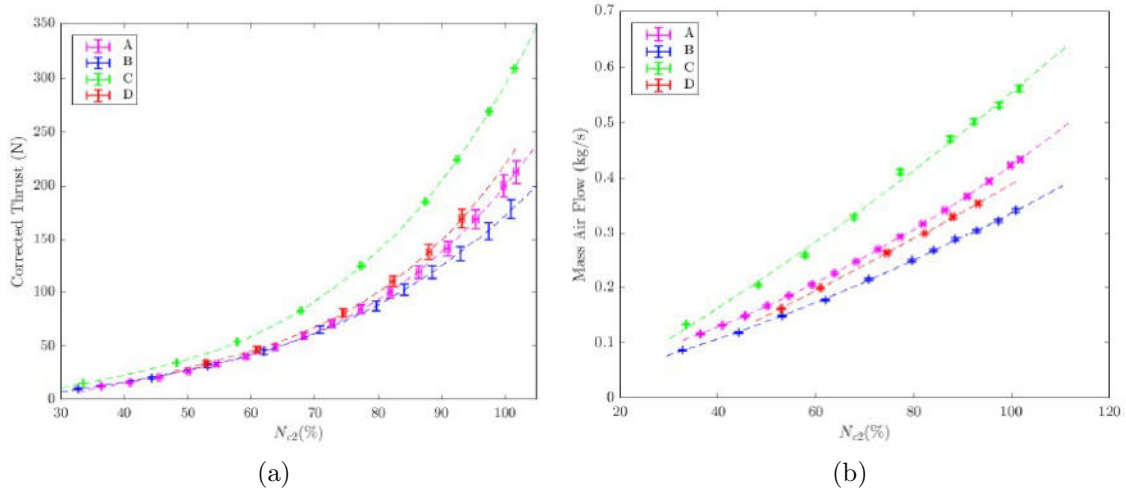 350
300
250
200
150
100
50
0
Corrected Thrust (N)
A
B
C
D
30 40 50 60 70 80 90 100
N_{c2}(%)
(a)
0.7
0.6
0.5
0.4
0.3
0.2
0.1
0
Mass Air Flow (kg/s)
A
B
C
D
20 40 60 80 100 120
N_{c2}(%)
(b)